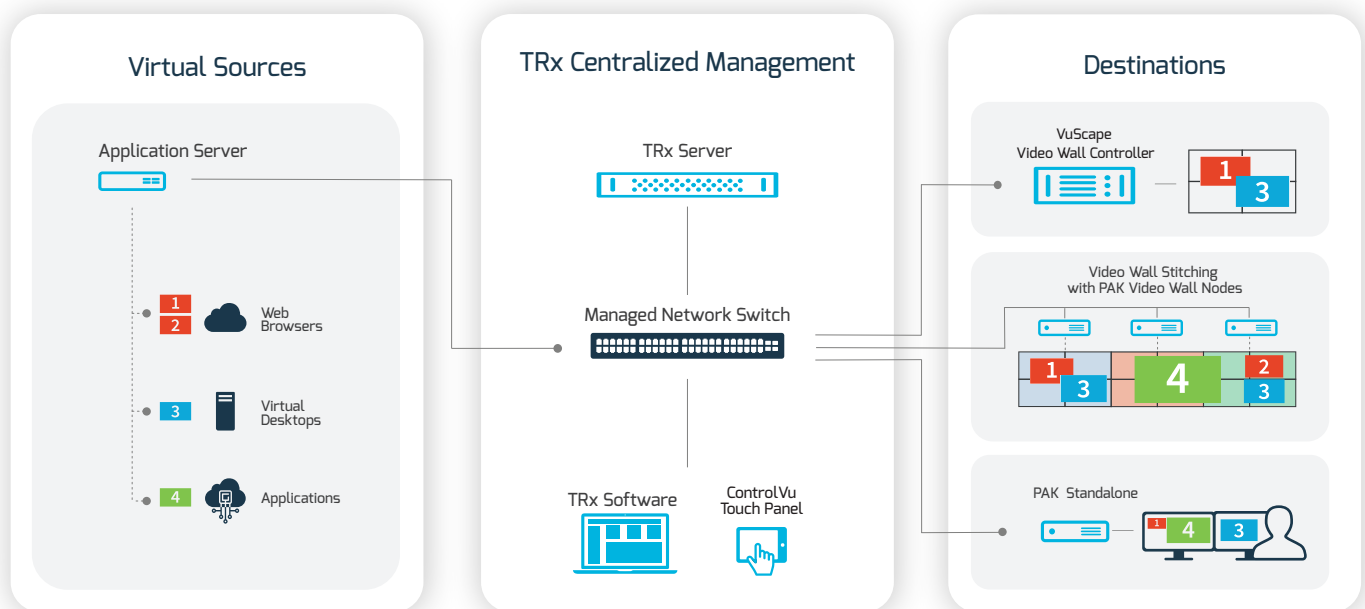 Virtual Sources
Application Server
1
2
Web
Browsers
3
Virtual
Desktops
4
Applications
TRx Centralized Management
TRx Server
Managed Network Switch
TRx Software
ControlVu
Touch Panel
Destinations
VuScape
Video Wall Controller
1
3
Video Wall Stitching
with PAK Video Wall Nodes
1
3
4
2
3
PAK Standalone
1
4
3